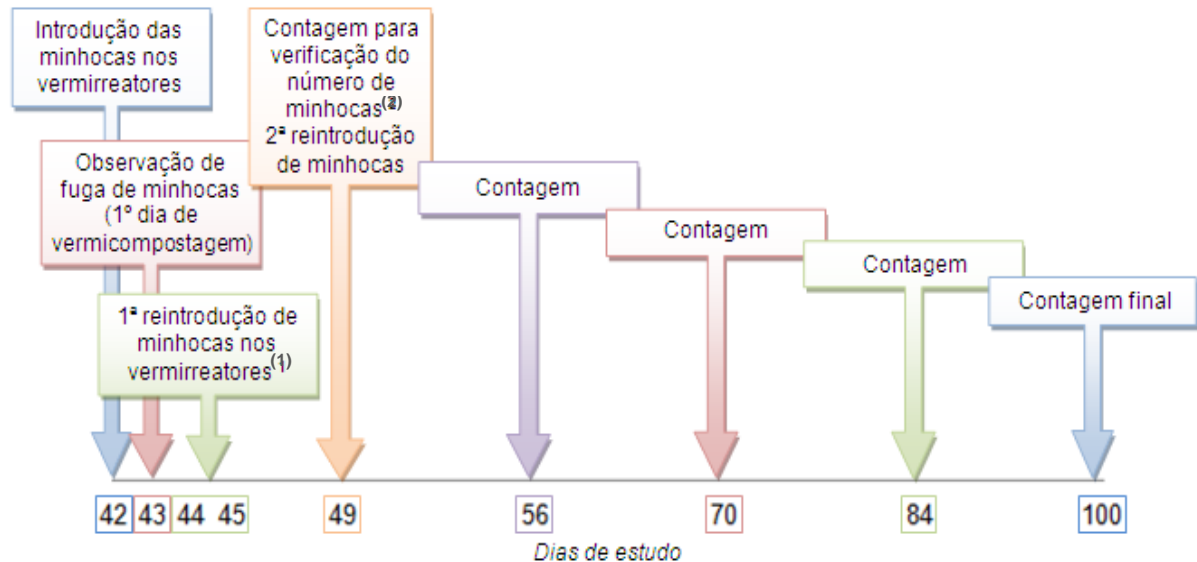 Introdução das
minhocas nos
vermirreatores
Observação de
fuga de minhocas
(1º dia de
vermicompostagem)
1ª reintrodução de
minhocas nos
vermirreatores(1)
Contagem para
verificação do
número de
minhocas(2)
2ª reintrodução
de minhocas
Contagem
Contagem
Contagem
Contagem final
42 43 44 45 49 56 70 84 100
Dias de estudo